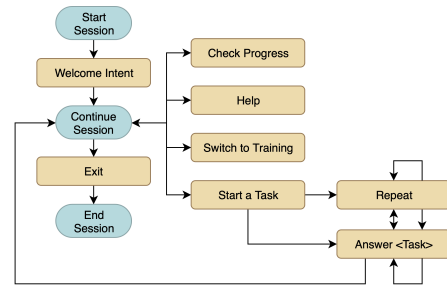 Start
Session
Welcome Intent
Continue
Session
Exit
End
Session
Check Progress
Help
Switch to Training
Start a Task
Repeat
Answer <Task>